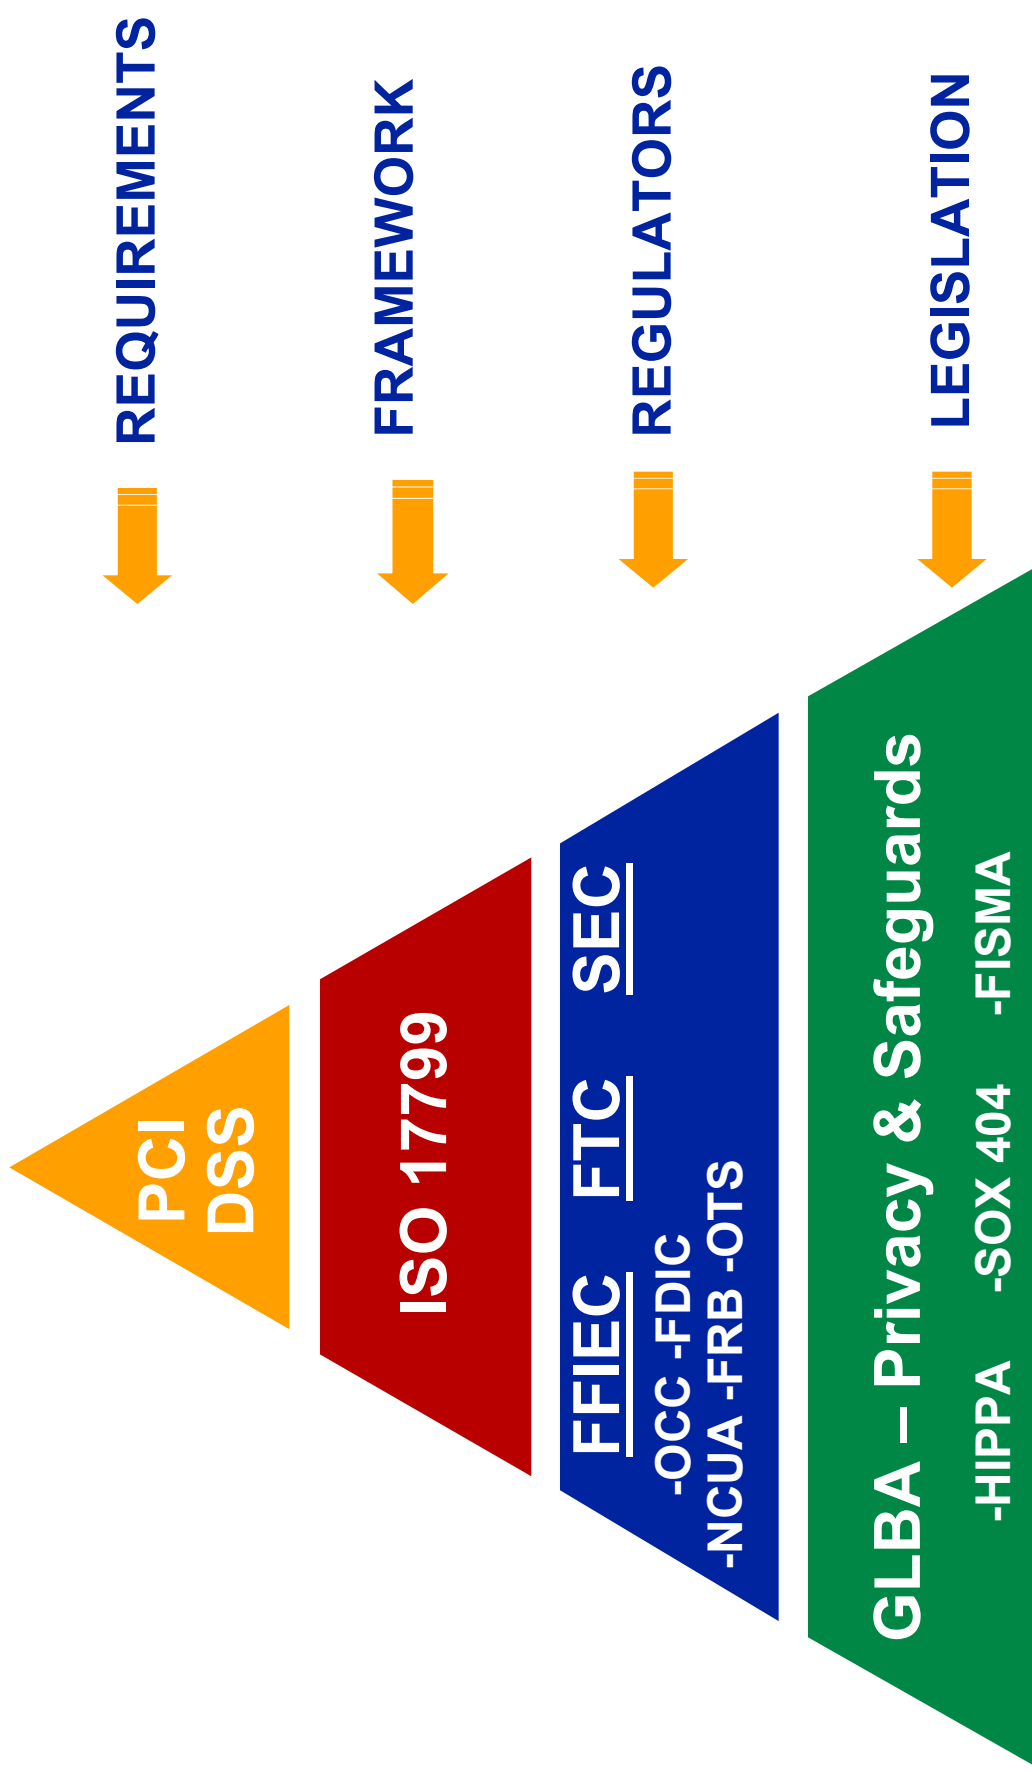 PCI
DSS
REQUIREMENTS
ISO 17799
FRAMEWORK
FFIEC FTC SEC
-OCC -FDIC
-NCUA -FRB -OTS
REGULATORS
GLBA – Privacy & Safeguards
-HIPPA -SOX 404 -FISMA
LEGISLATION